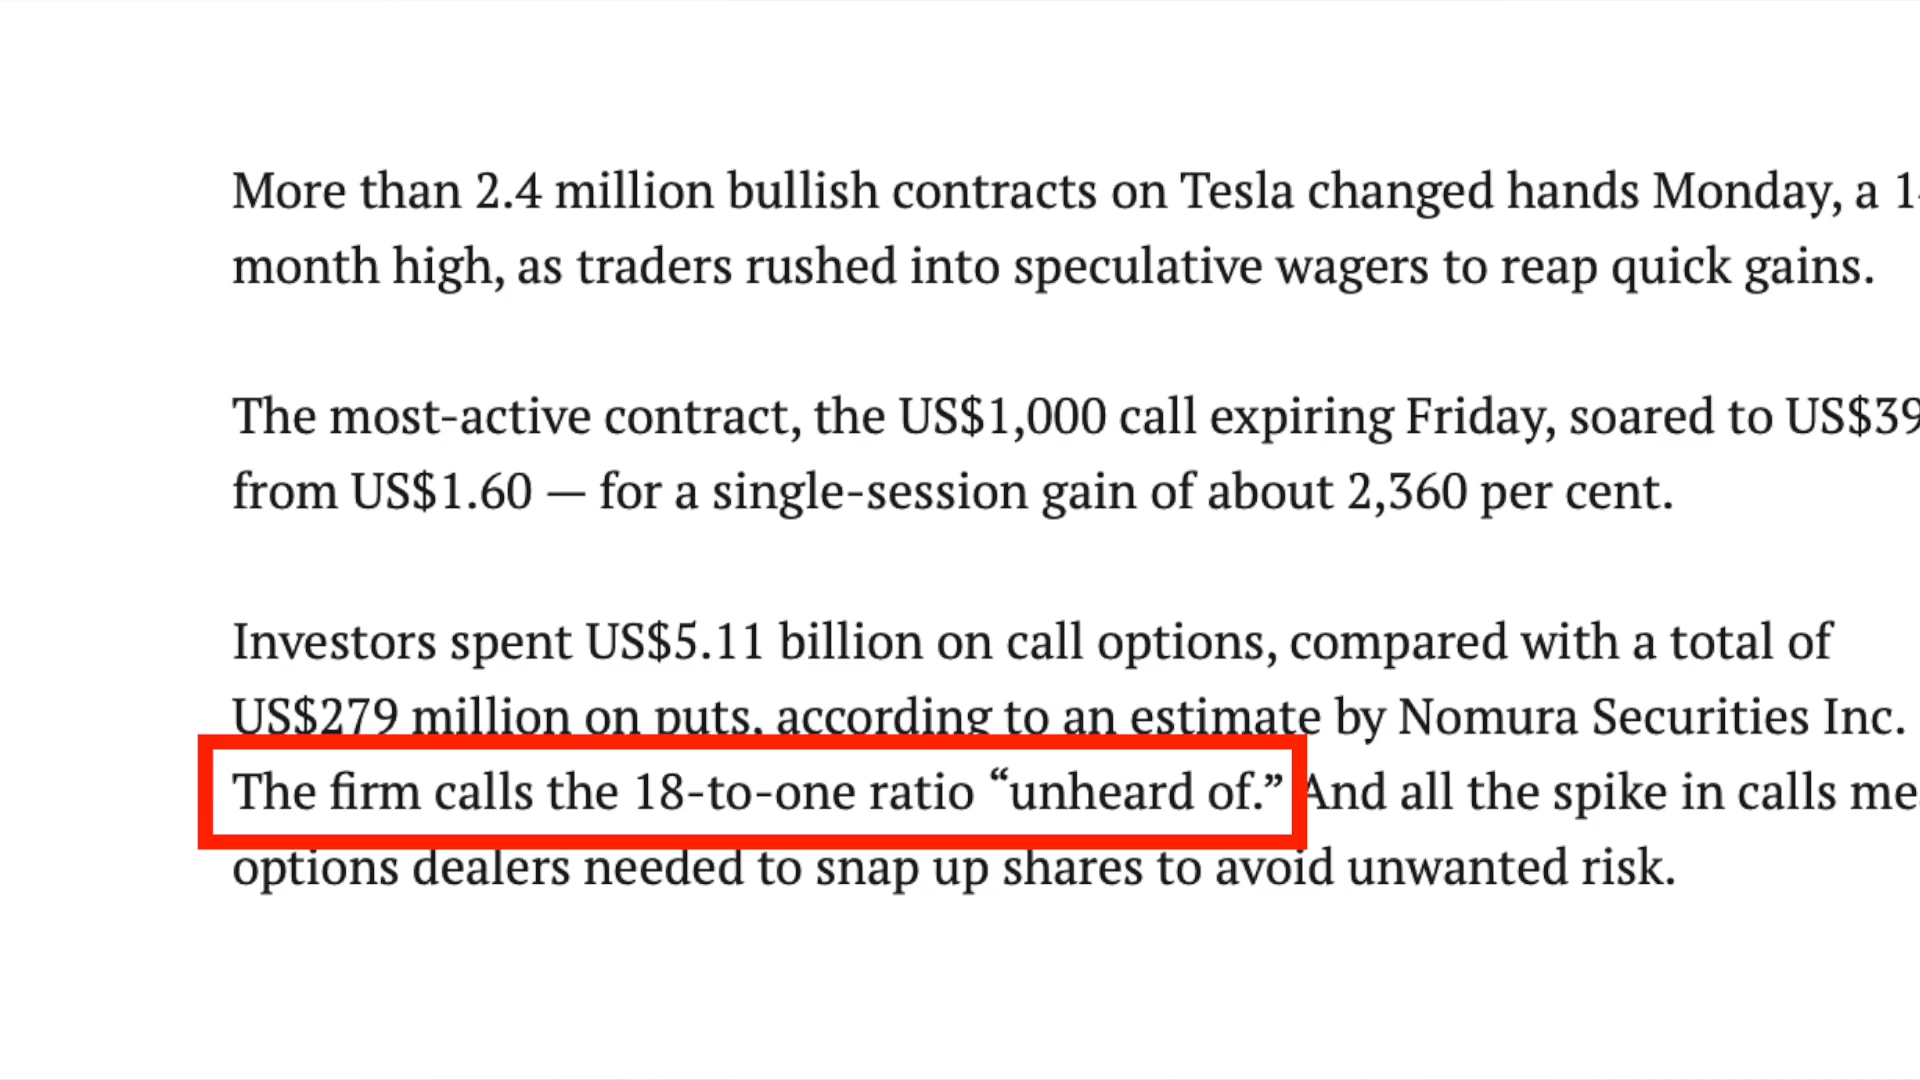 More than 2.4 million bullish contracts on Tesla changed hands Monday, a
month high, as traders rushed into speculative wagers to reap quick gains.
The most-active contract, the US$1,000 call expiring Friday, soared to US$39
from US$1.60 — for a single-session gain of about 2,360 per cent.
Investors spent US$5.11 billion on call options, compared with a total of
US$279 million on puts, according to an estimate by Nomura Securities Inc.
The firm calls the 18-to-one ratio “unheard of.” And all the spike in calls
options dealers needed to snap up shares to avoid unwanted risk.